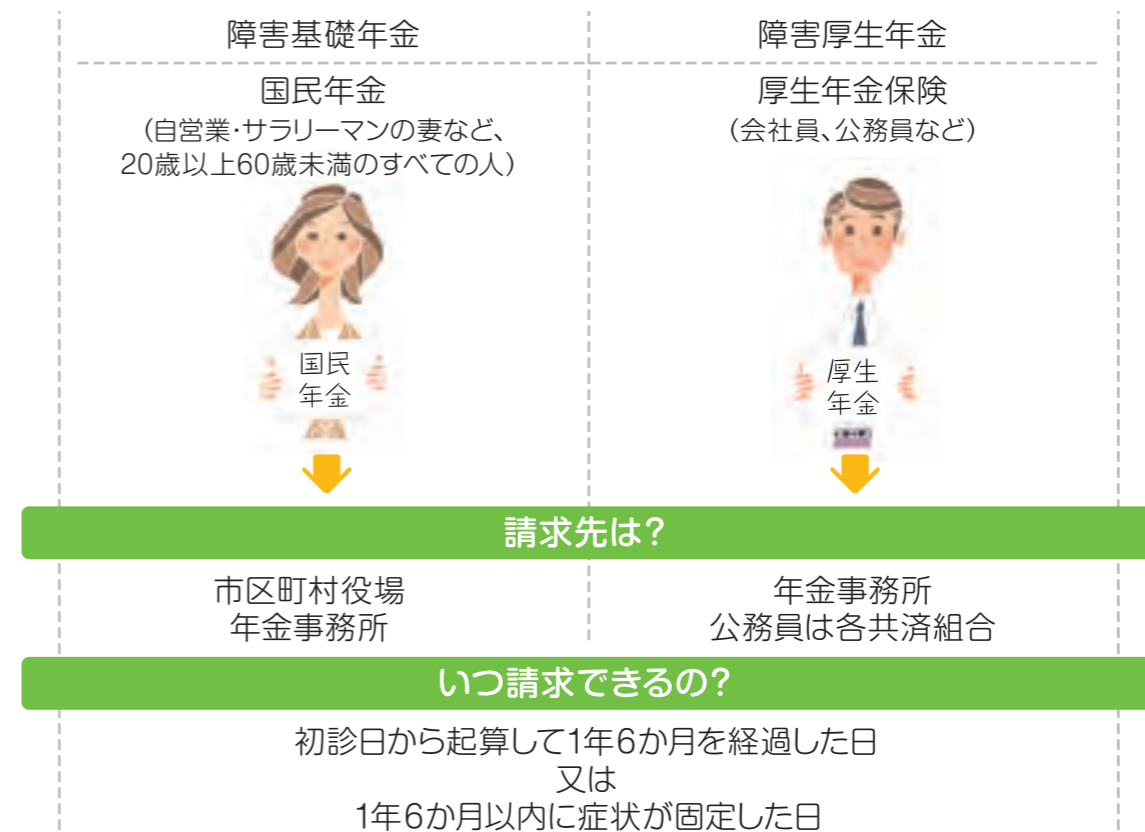 障害基礎年金
障害厚生年金
国民年金
(自営業・サラリーマンの妻など、
20歳以上60歳未満のすべての人)
厚生年金保険
(会社員、公務員など)
国民
年金
厚生
年金
請求先は?
市区町村役場
年金事務所
年金事務所
公務員は各共済組合
いつ請求できるの?
初診日から起算して1年6か月を経過した日
又は
1年6か月以内に症状が固定した日